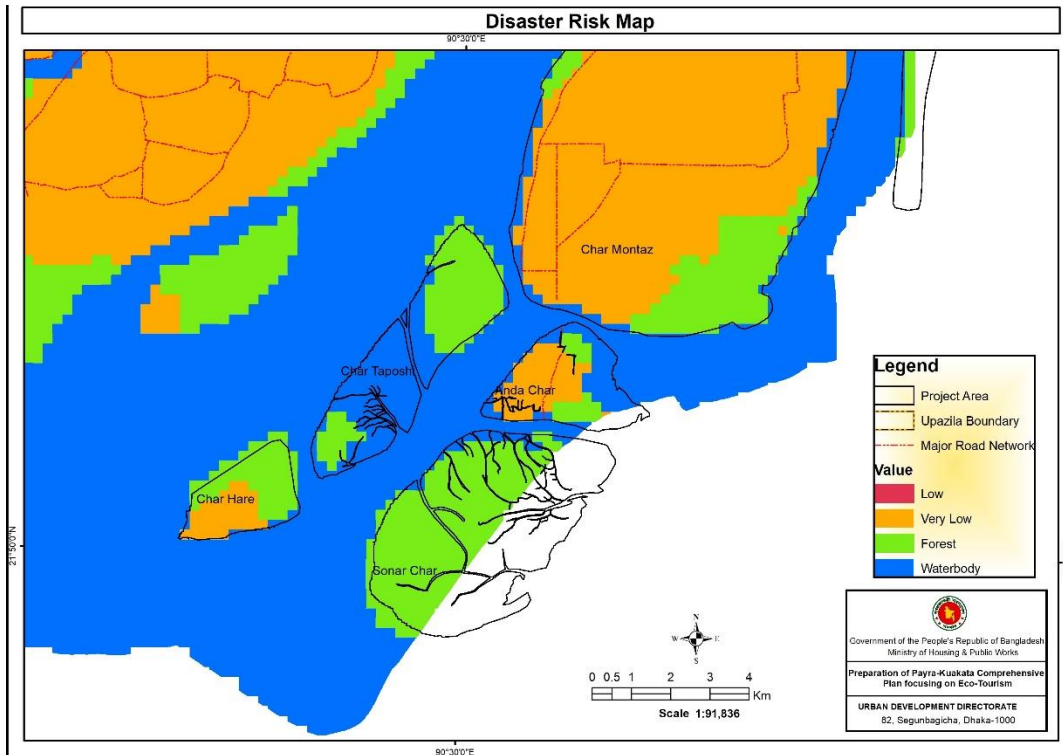 Disaster Risk Map
90°30'0"E
Char Montaz
Char Taposh
Anda Char
Char Hare
Sonar Char
21°50'0"N
Legend
Project Area
Upazila Boundary
Major Road Network
Value
Low
Very Low
Forest
Waterbody
W E
N
S
0 0.5 1 2 3 4
Km
Scale 1:91,836
Government of the People's Republic of Bangladesh
Ministry of Housing & Public Works
Preparation of Payra-Kuakata Comprehensive
Plan focusing on Eco-Tourism
URBAN DEVELOPMENT DIRECTORATE
82, Segunbagicha, Dhaka-1000
90°30'0"E